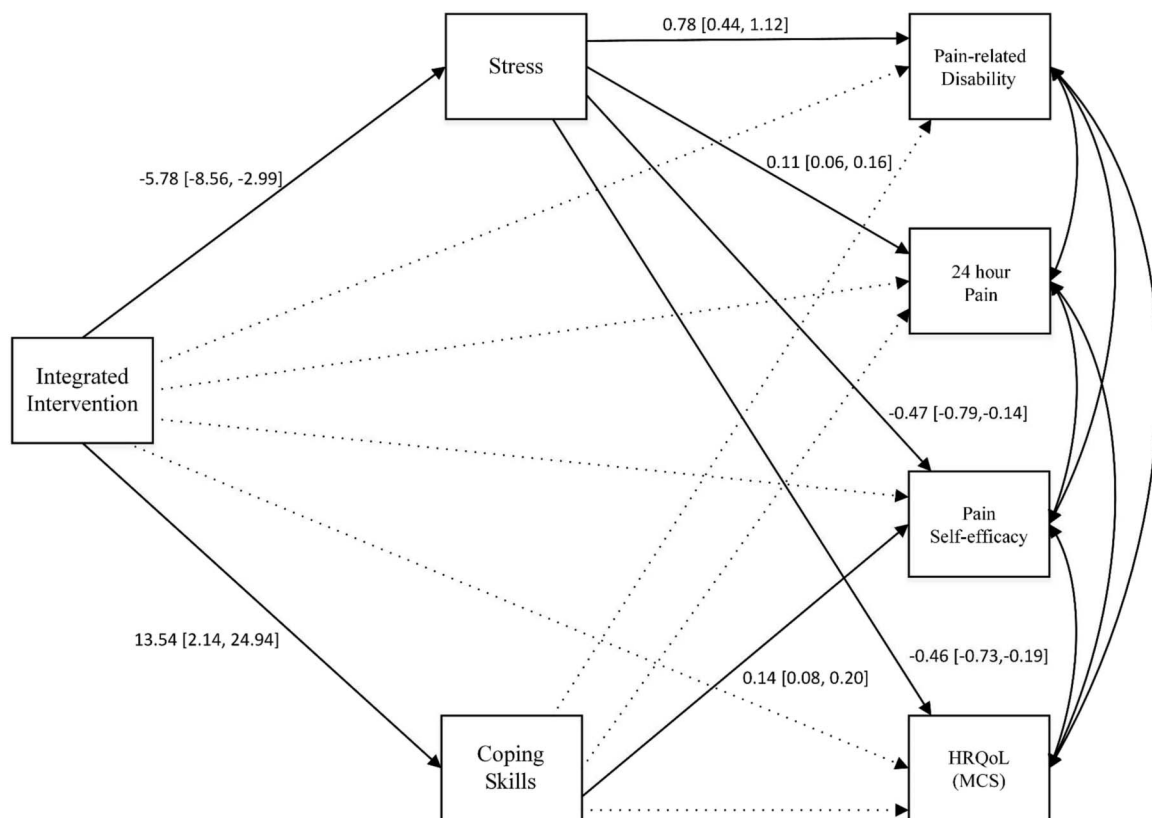 0.78 [0.44, 1.12]
Stress
Pain-related
Disability
0.11 [0.06, 0.16]
-5.78 [-8.56, -2.99]
24 hour
Pain
Integrated
Intervention
-0.47 [-0.79,-0.14]
Pain
Self-efficacy
13.54 [2.14, 24.94]
-0.46 [-0.73,-0.19]
0.14 [0.08, 0.20]
Coping
Skills
HRQoL
(MCS)